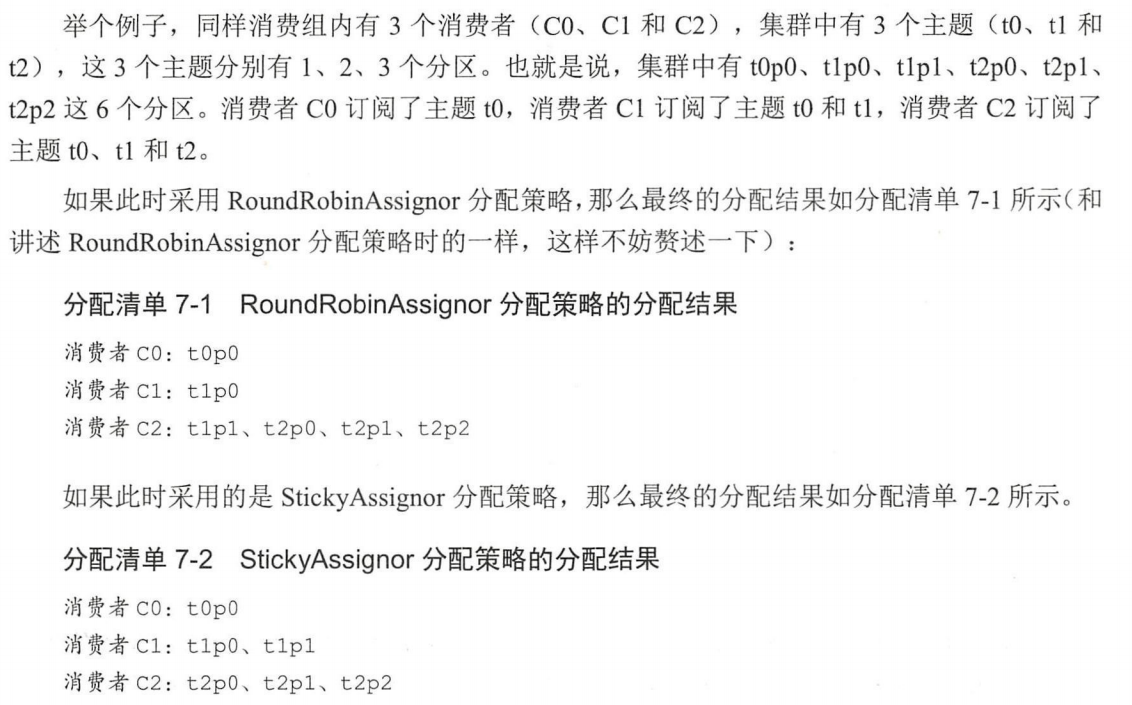 举个例子，同样消费组内有 3 个消费者（C0、C1 和 C2），集群中有 3 个主题（t0、t1 和
t2），这 3 个主题分别有 1、2、3 个分区。也就是说，集群中有 t0p0、t1p0、t1p1、t2p0、t2p1、
t2p2 这 6 个分区。消费者 C0 订阅了主题 t0，消费者 C1 订阅了主题 t0 和 t1，消费者 C2 订阅了
主题 t0、t1 和 t2。
如果此时采用 RoundRobinAssignor 分配策略，那么最终的分配结果如分配清单 7-1 所示（和
讲述 RoundRobinAssignor 分配策略时的一样，这样不妨赘述一下）：
分配清单 7-1 RoundRobinAssignor 分配策略的分配结果
消费者 C0：t0p0
消费者 C1：t1p0
消费者 C2：t1p1、t2p0、t2p1、t2p2
如果此时采用的是 StickyAssignor 分配策略，那么最终的分配结果如分配清单 7-2 所示。
分配清单 7-2 StickyAssignor 分配策略的分配结果
消费者 C0：t0p0
消费者 C1：t1p0、t1p1
消费者 C2：t2p0、t2p1、t2p2